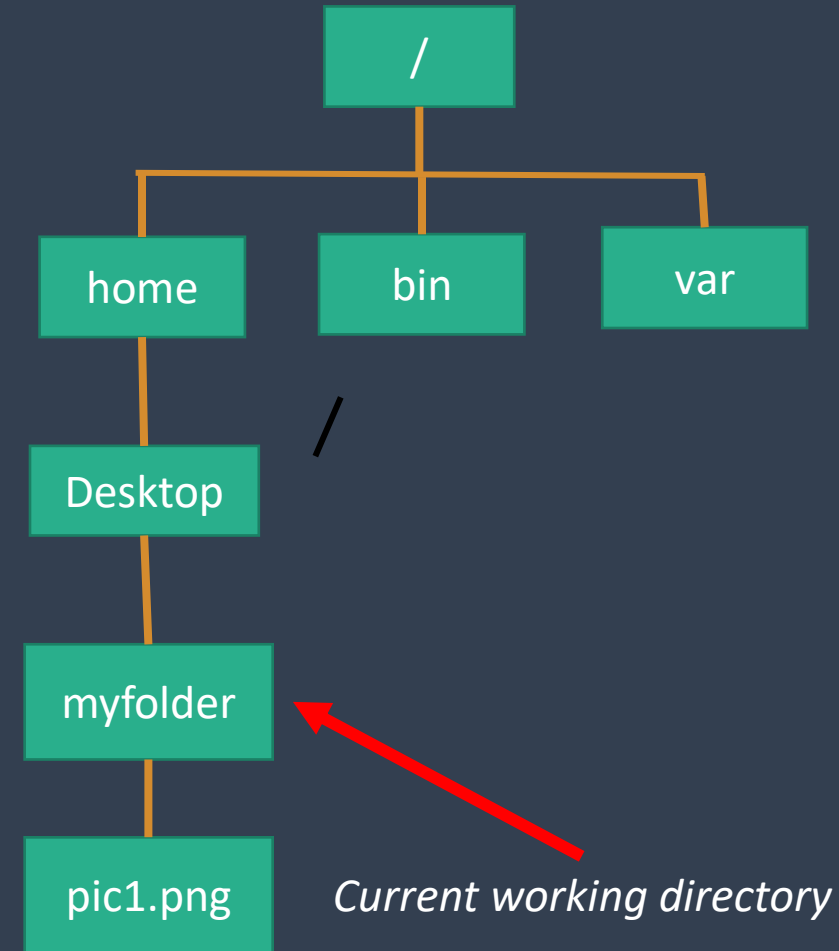 /
home
bin
var
/
Desktop
myfolder
pic1.png
Current working directory